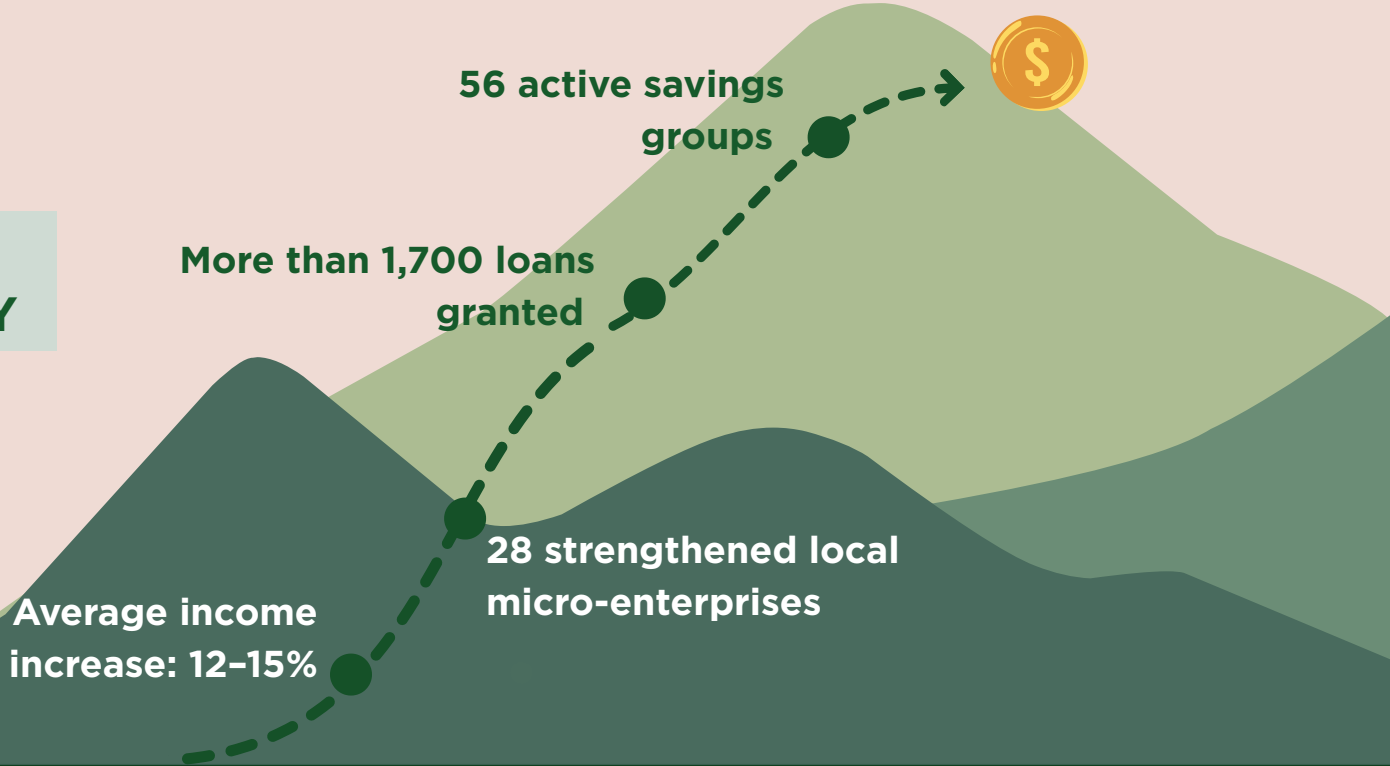 56 active savings
groups
More than 1,700 loans
granted
Y
28 strengthened local
micro-enterprises
Average income
increase: 12–15%
$